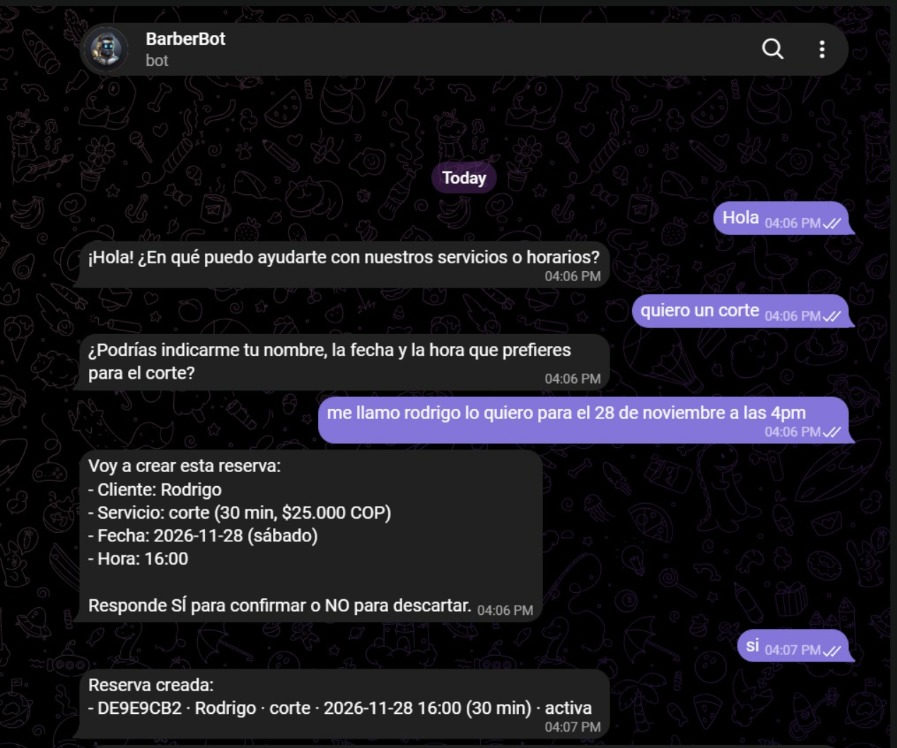 BarberBot
bot
Today
Hola 04:06 PM
¡Hola! ¿En qué puedo ayudarte con nuestros servicios o horarios?
04:06 PM
quiero un corte 04:06 PM
¿Podrías indicarme tu nombre, la fecha y la hora que prefieres
para el corte?
04:06 PM
me llamo rodrigo lo quiero para el 28 de noviembre a las 4pm
04:06 PM
Voy a crear esta reserva:
- Cliente: Rodrigo
- Servicio: corte (30 min, $25.000 COP)
- Fecha: 2026-11-28 (sábado)
- Hora: 16:00
Responde SÍ para confirmar o NO para descartar. 04:06 PM
si 04:07 PM
Reserva creada:
- DE9E9CB2 · Rodrigo · corte · 2026-11-28 16:00 (30 min) · activa
04:07 PM